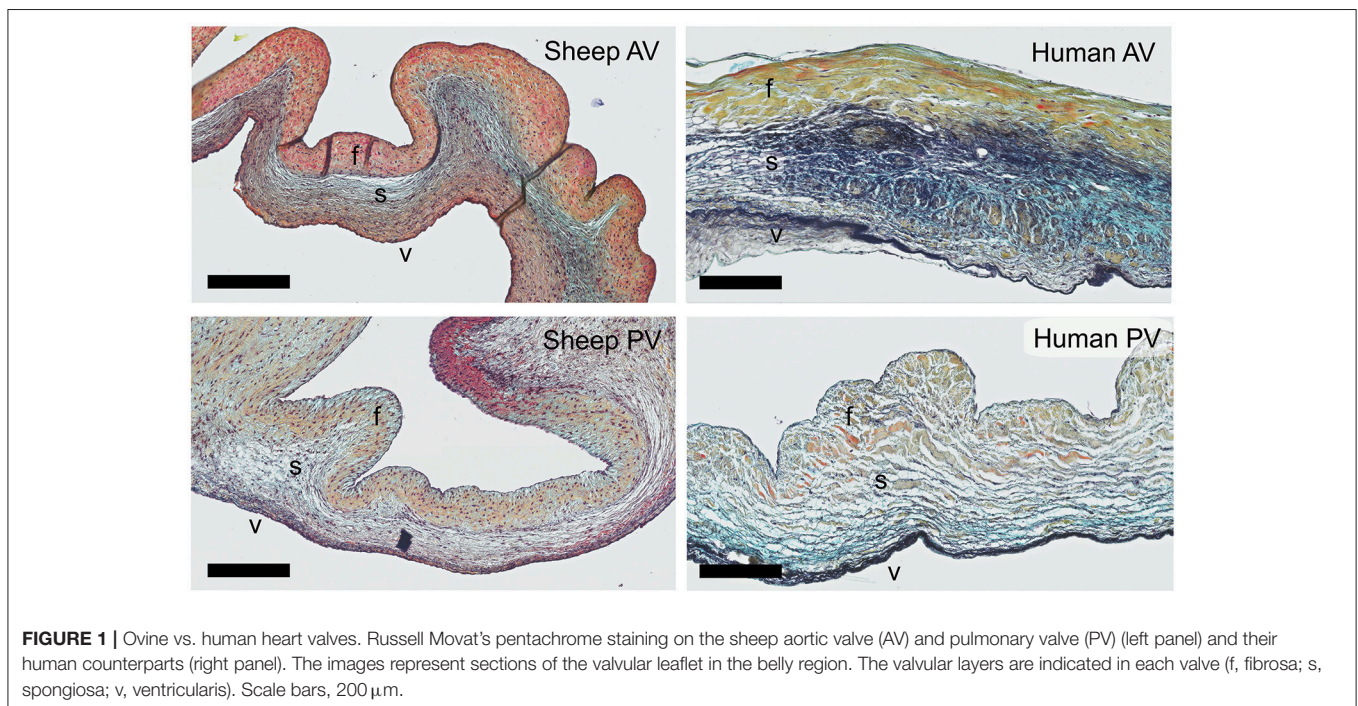 Sheep AV
f
s
v
Human AV
f
s
v
Sheep PV
f
s
v
Human PV
f
s
v
FIGURE 1 | Ovine vs. human heart valves. Russell Movat’s pentachrome staining on the sheep aortic valve (AV) and pulmonary valve (PV) (left panel) and their
human counterparts (right panel). The images represent sections of the valvular leaflet in the belly region. The valvular layers are indicated in each valve (f, fibrosa; s,
spongiosa; v, ventricularis). Scale bars, 200 μm.